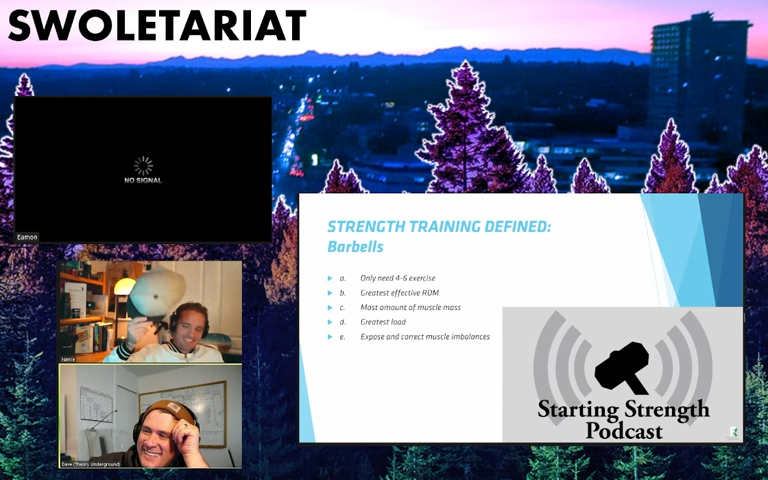 SWOLETARIAT
NO SIGNAL
Eamon
STRENGTH TRAINING DEFINED:
Barbells
a. Only need 4-6 exercise
b. Greatest effective ROM
c. Most amount of muscle mass
d. Greatest load
e. Expose and correct muscle imbalances
Starting Strength
Podcast
Dave (Theory Underground)